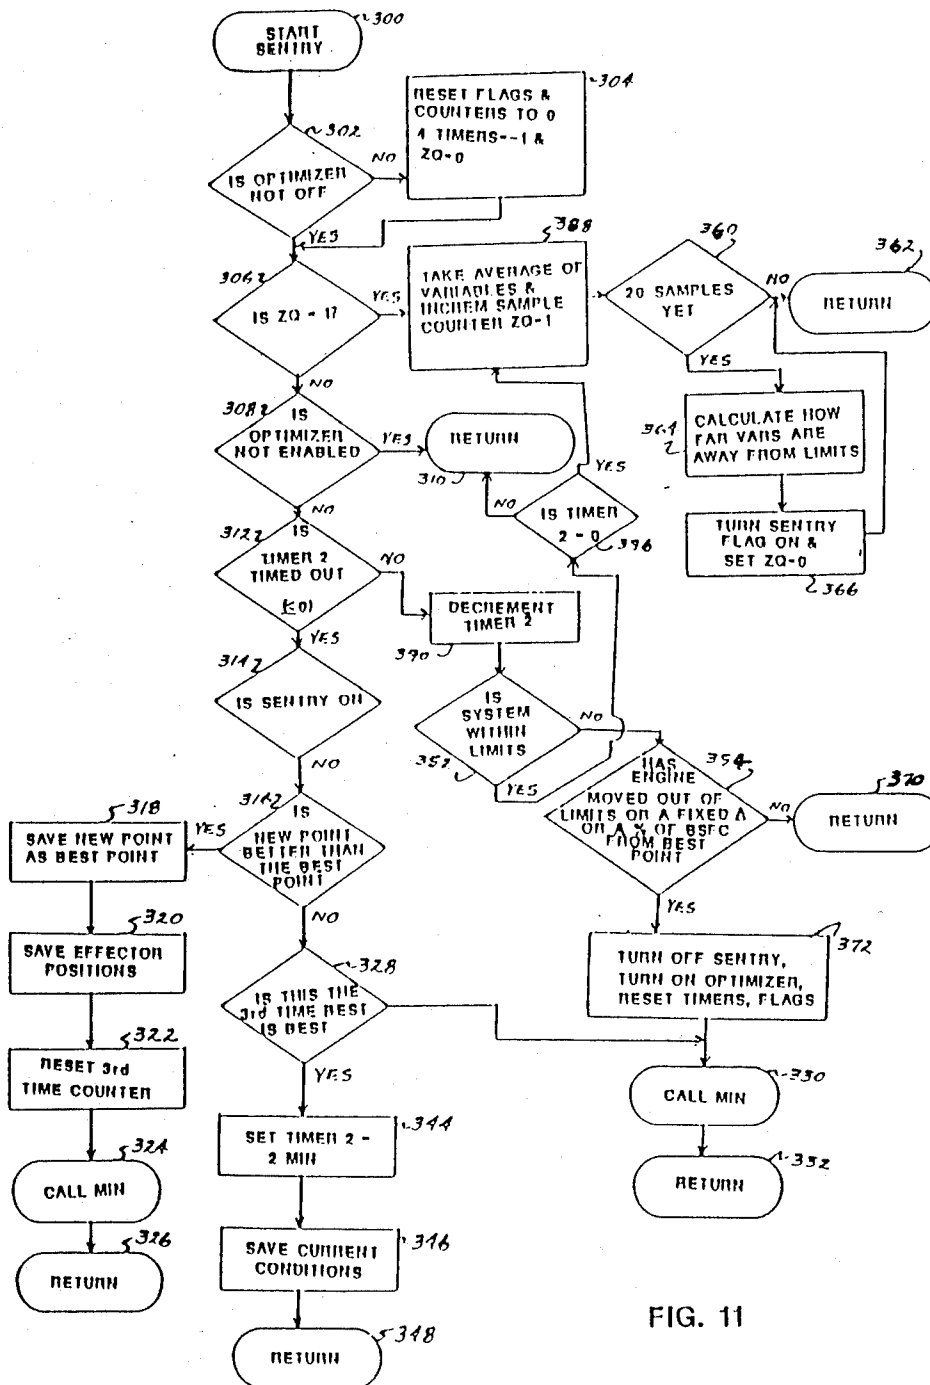 START
SENTRY
300
RESET FLAGS &
COUNTERS TO 0
4 TIMERS=-1 &
ZQ=0
304
302
IS OPTIMIZER
NOT OFF
NO
YES
306
IS ZQ = 1?
YES
NO
TAKE AVERAGE OF
VARIABLES &
INCREM SAMPLE
COUNTER ZQ=1
388
360
20 SAMPLES
YET
NO
YES
362
RETURN
308
IS
OPTIMIZER
NOT ENABLED
YES
NO
RETURN
310
364
CALCULATE HOW
FAR VARS ARE
AWAY FROM LIMITS
YES
NO
IS TIMER
2 = 0
396
TURN SENTRY
FLAG ON &
SET ZQ=0
366
312
IS
TIMER 2
TIMED OUT
(≤0)
NO
YES
DECREMENT
TIMER 2
390
314
IS SENTRY ON
NO
IS
SYSTEM
WITHIN
LIMITS
352
NO
YES
354
HAS
ENGINE
MOVED OUT OF
LIMITS OR A FIXED Δ
OR A % OF BSFC
FROM BEST
POINT
NO
YES
370
RETURN
314
IS
NEW POINT
BETTER THAN
THE BEST
POINT
YES
NO
318
SAVE NEW POINT
AS BEST POINT
320
SAVE EFFECTOR
POSITIONS
322
RESET 3rd
TIME COUNTER
324
CALL MIN
326
RETURN
328
IS THIS THE
3rd TIME BEST
IS BEST
YES
372
TURN OFF SENTRY,
TURN ON OPTIMIZER,
RESET TIMERS, FLAGS
330
CALL MIN
332
RETURN
SET TIMER 2 =
2 MIN
344
SAVE CURRENT
CONDITIONS
346
RETURN
348
FIG. 11